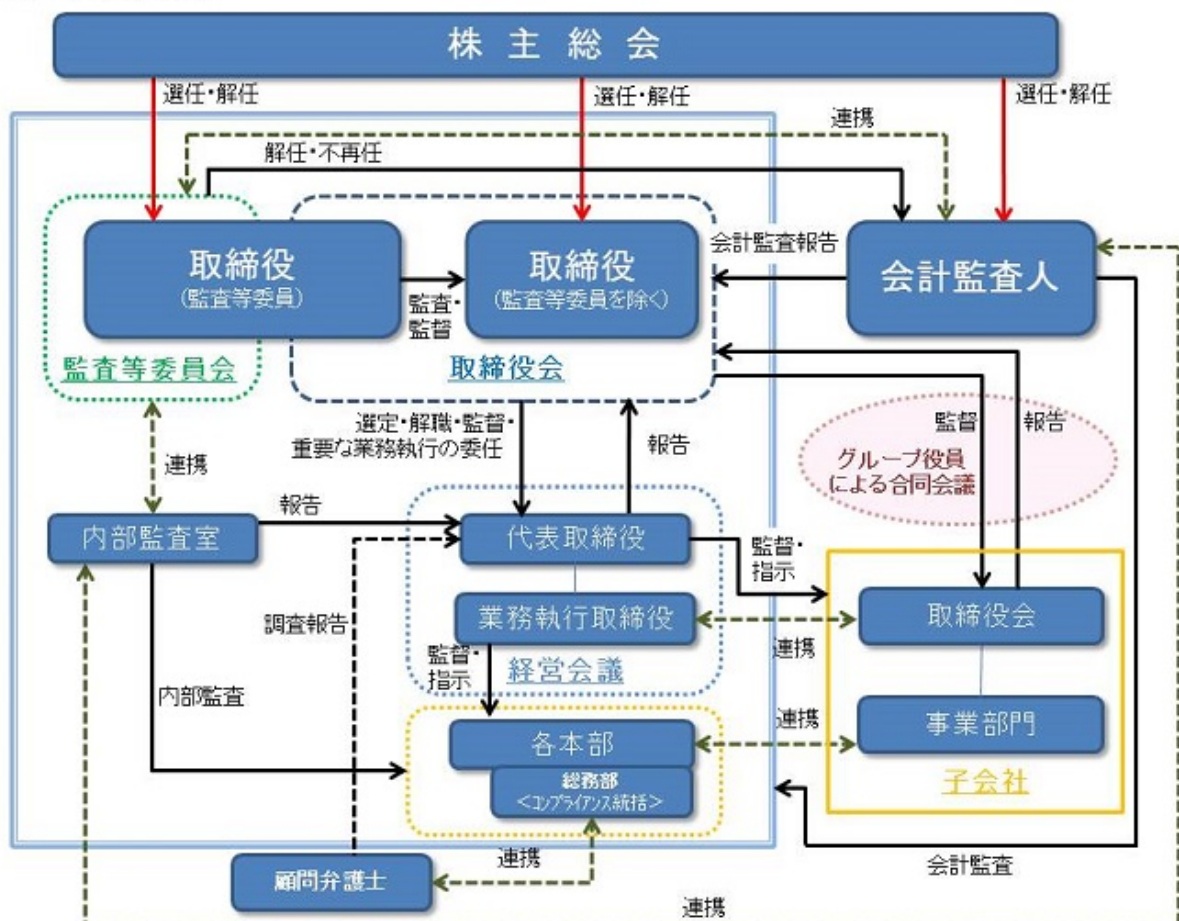 株主総会
選任・解任
選任・解任
選任・解任
連携
解任・不再任
取締役
(監査等委員)
取締役
(監査等委員を除く)
会計監査報告
会計監査人
監査・
監督
監査等委員会
取締役会
選定・解職・監督・
重要な業務執行の委任
報告
監督
報告
グループ役員
による合同会議
連携
内部監査室
報告
代表取締役
監督・
指示
調査報告
業務執行取締役
取締役会
連携
監督・
指示
経営会議
内部監査
各本部
連携
事業部門
総務部
<コンプライアンス統括>
子会社
顧問弁護士
連携
会計監査
連携